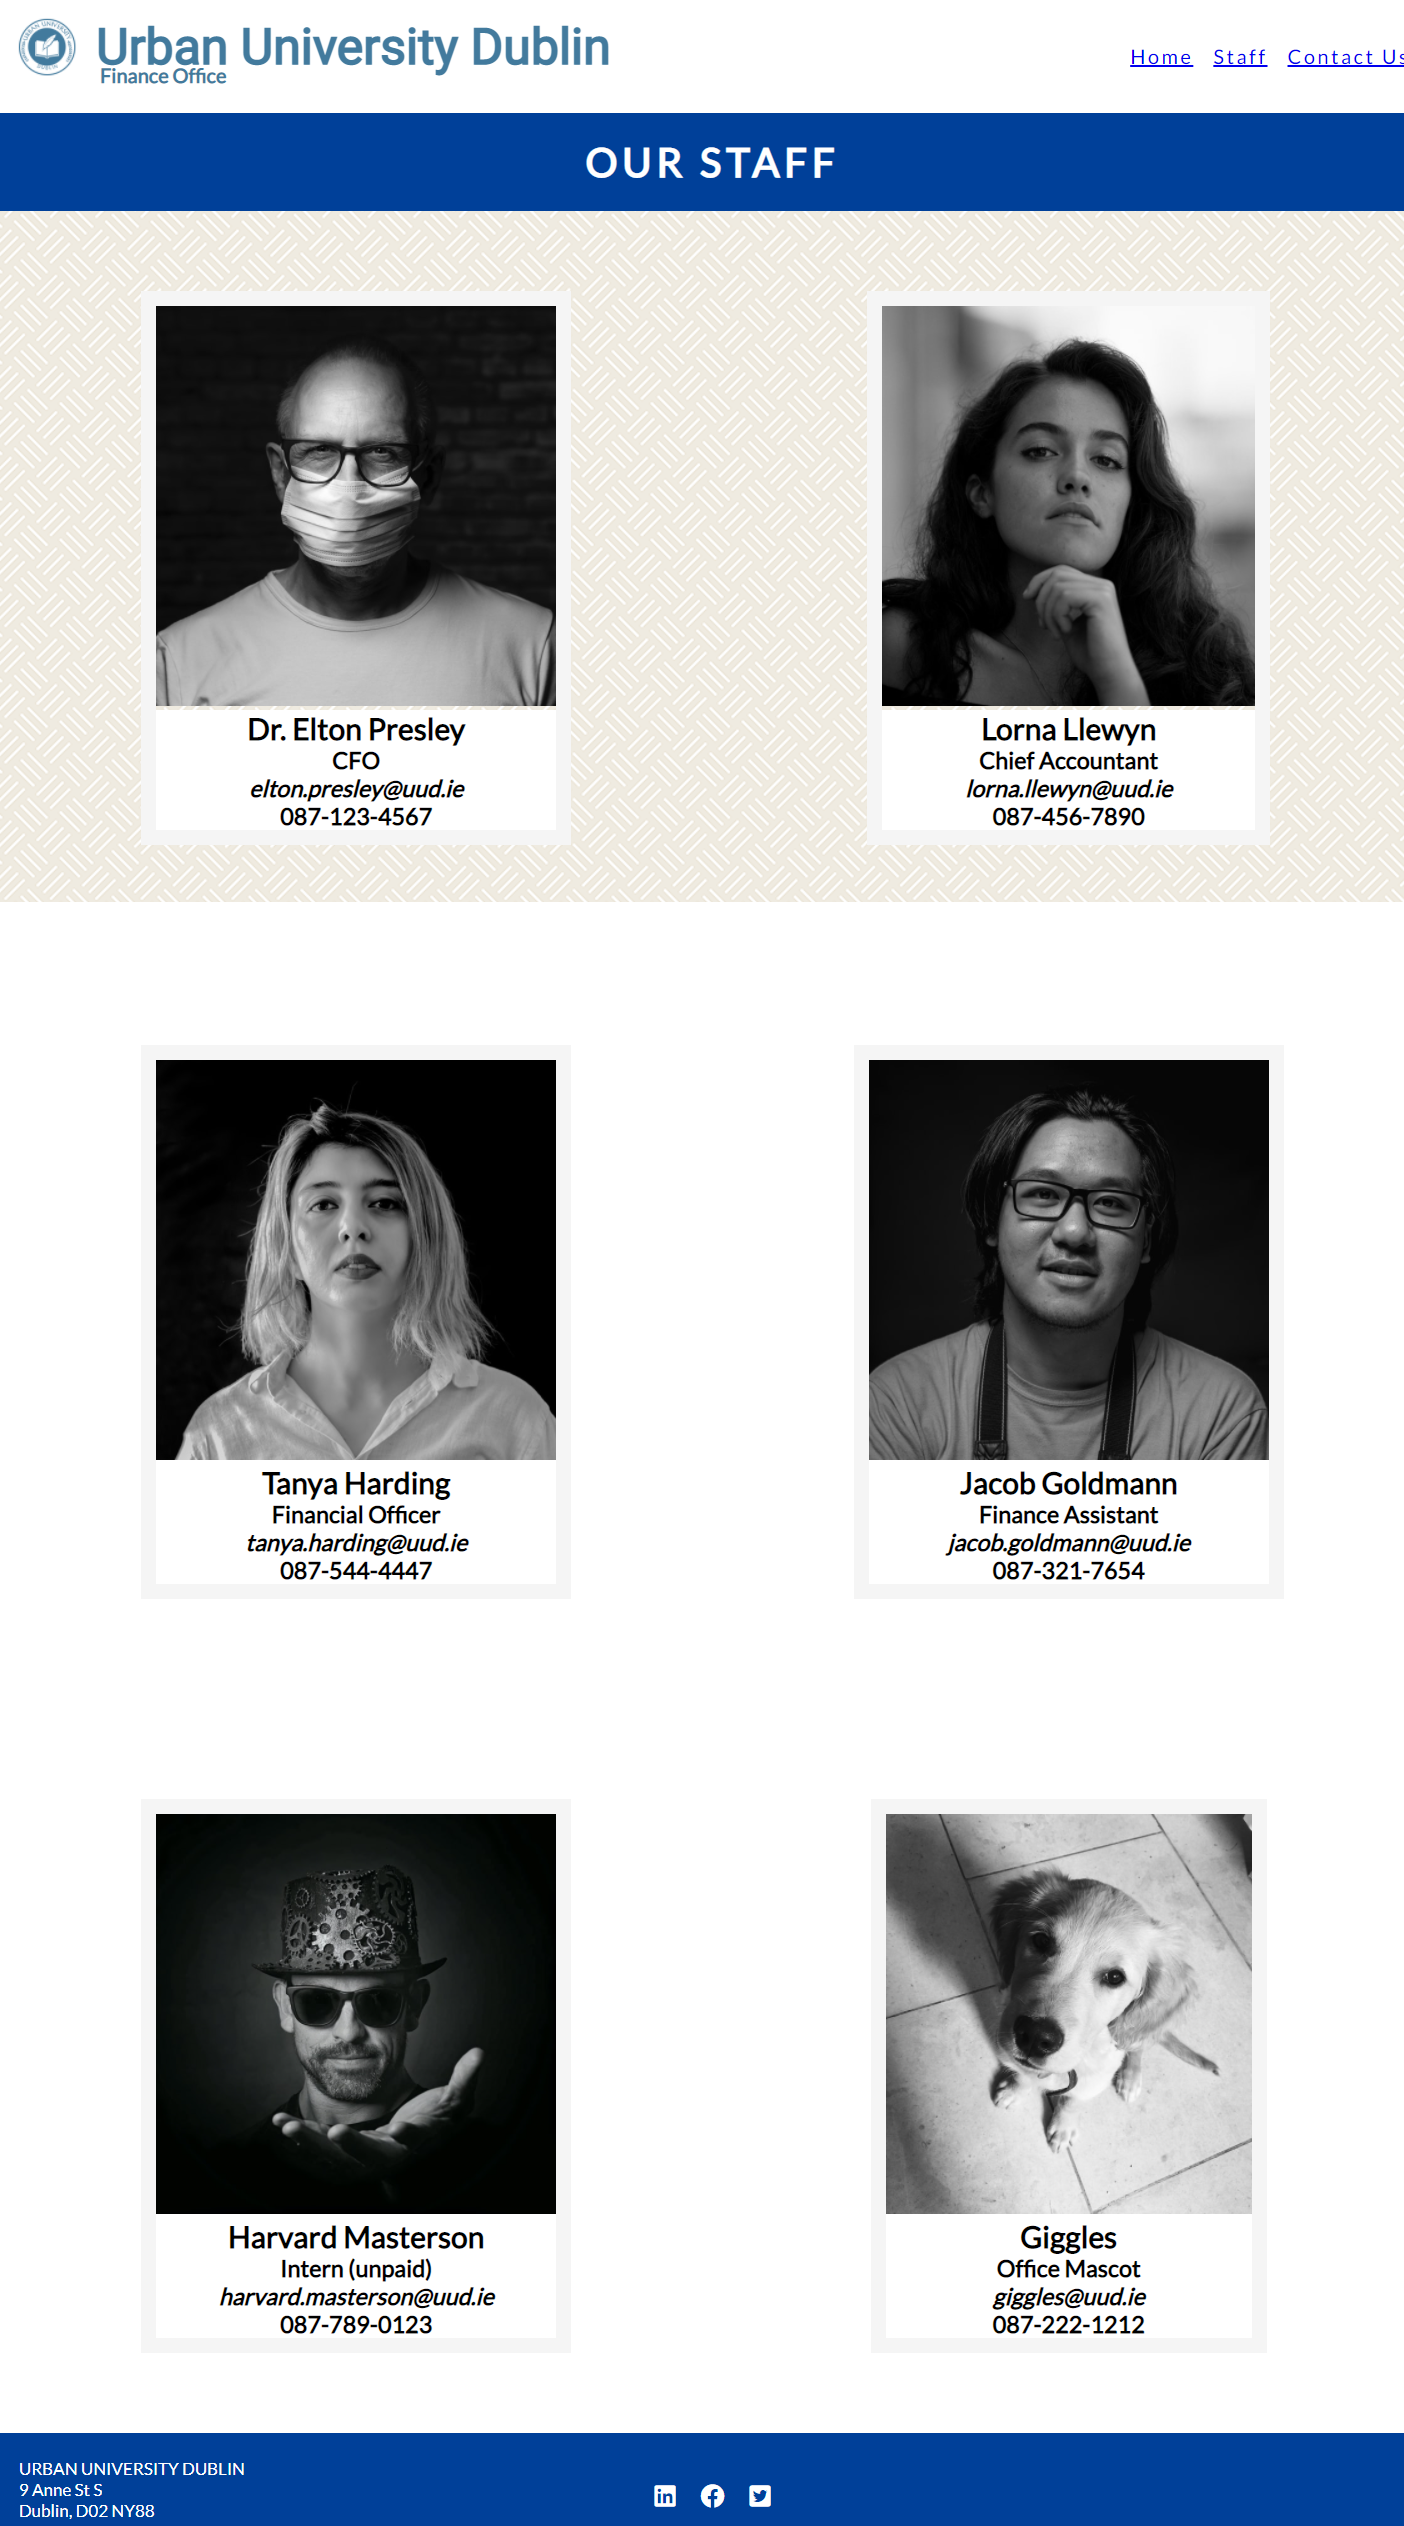 Urban University Dublin
Finance Office
Home Staff Contact Us
OUR STAFF
Dr. Elton Presley
CFO
elton.presley@uud.ie
087-123-4567
Lorna Llewyn
Chief Accountant
lorna.llewyn@uud.ie
087-456-7890
Tanya Harding
Financial Officer
tanya.harding@uud.ie
087-544-4447
Jacob Goldmann
Finance Assistant
jacob.goldmann@uud.ie
087-321-7654
Harvard Masterson
Intern (unpaid)
harvard.masterson@uud.ie
087-789-0123
Giggles
Office Mascot
giggles@uud.ie
087-222-1212
URBAN UNIVERSITY DUBLIN
9 Anne St S
Dublin, D02 NY88